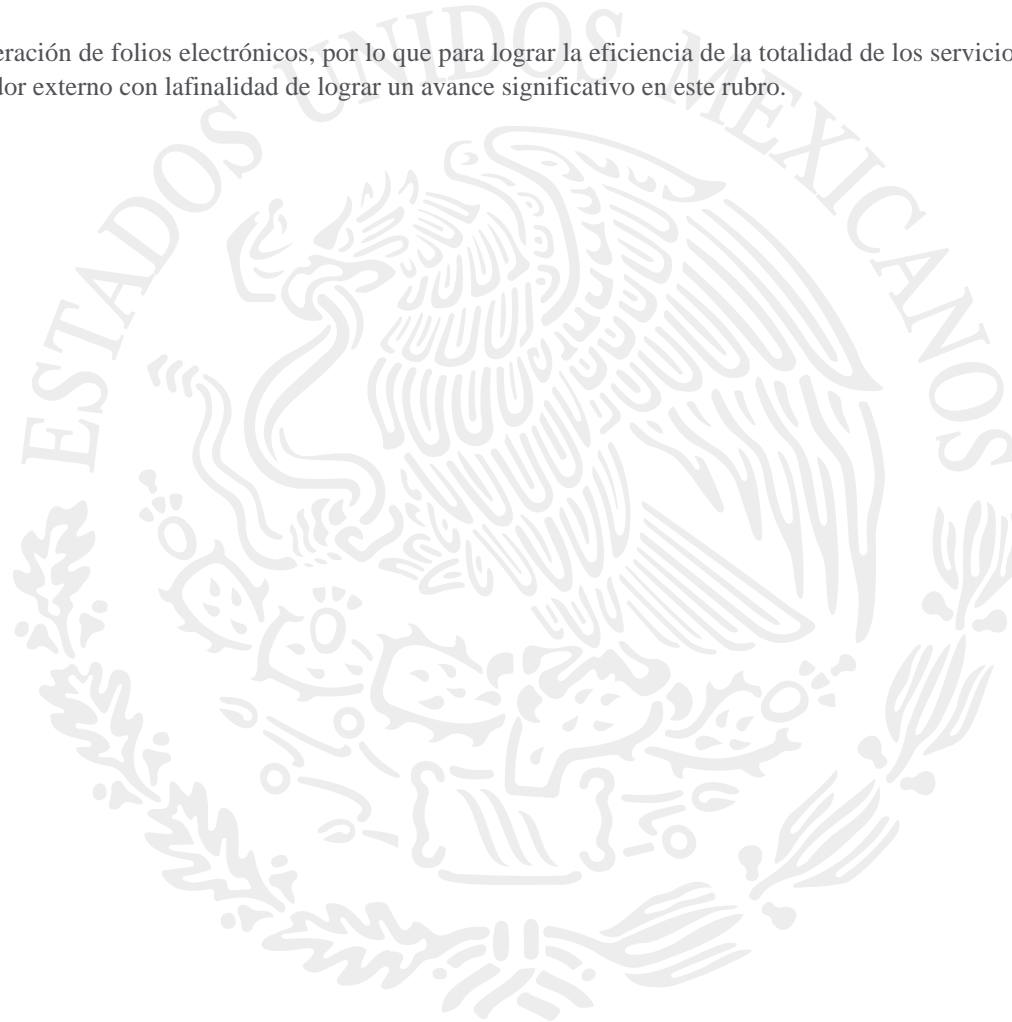 eración de folios electrónicos, por lo que para lograr la eficiencia de la totalidad de los servicio
dor externo con lafinalidad de lograr un avance significativo en este rubro.
ESTADOS UNIDOS MEXICANOS